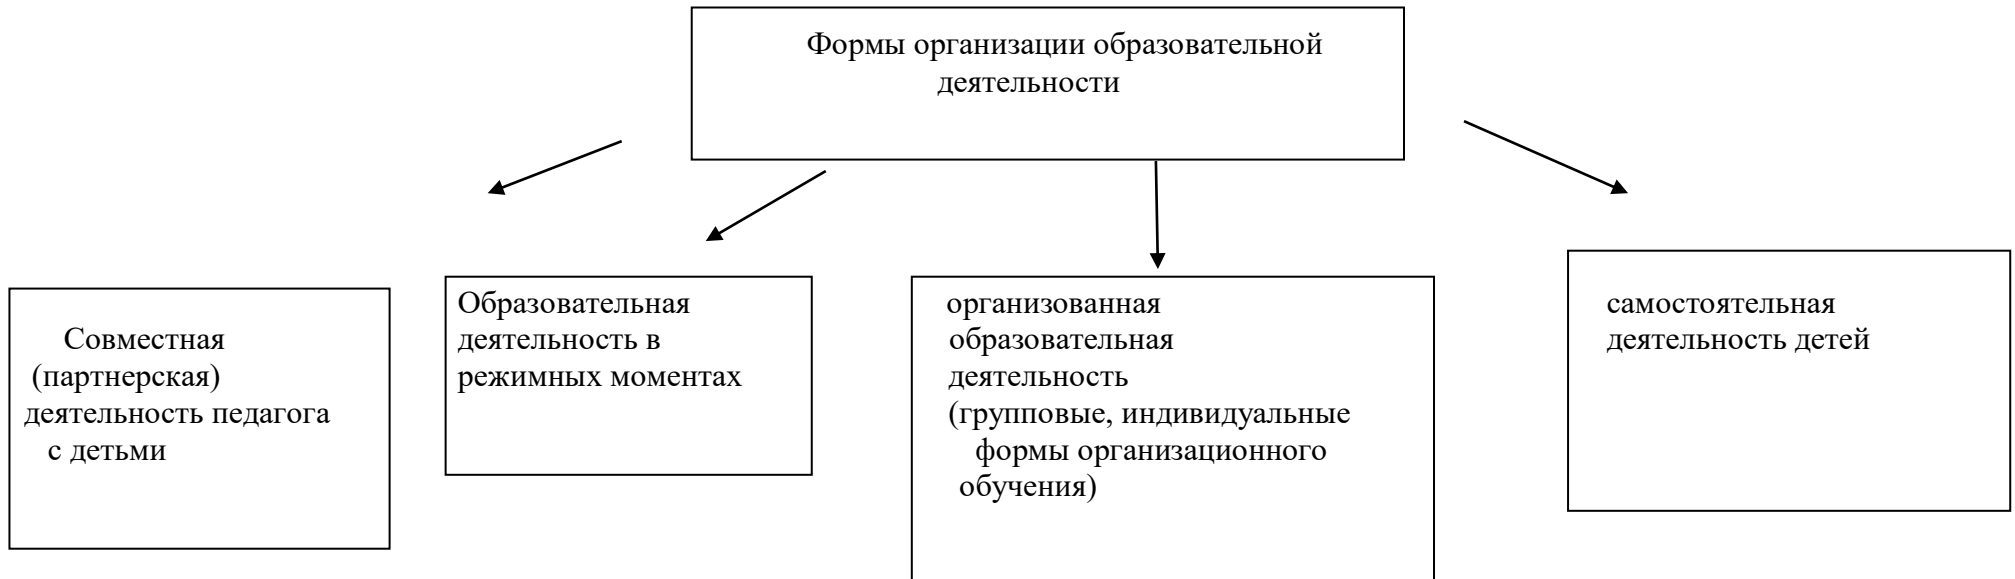 Формы организации образовательной
деятельности
Совместная
(партнерская)
деятельность педагога
с детьми
Образовательная
деятельность в
режимных моментах
организованная
образовательная
деятельность
(групповые, индивидуальные
формы организационного
обучения)
самостоятельная
деятельность детей